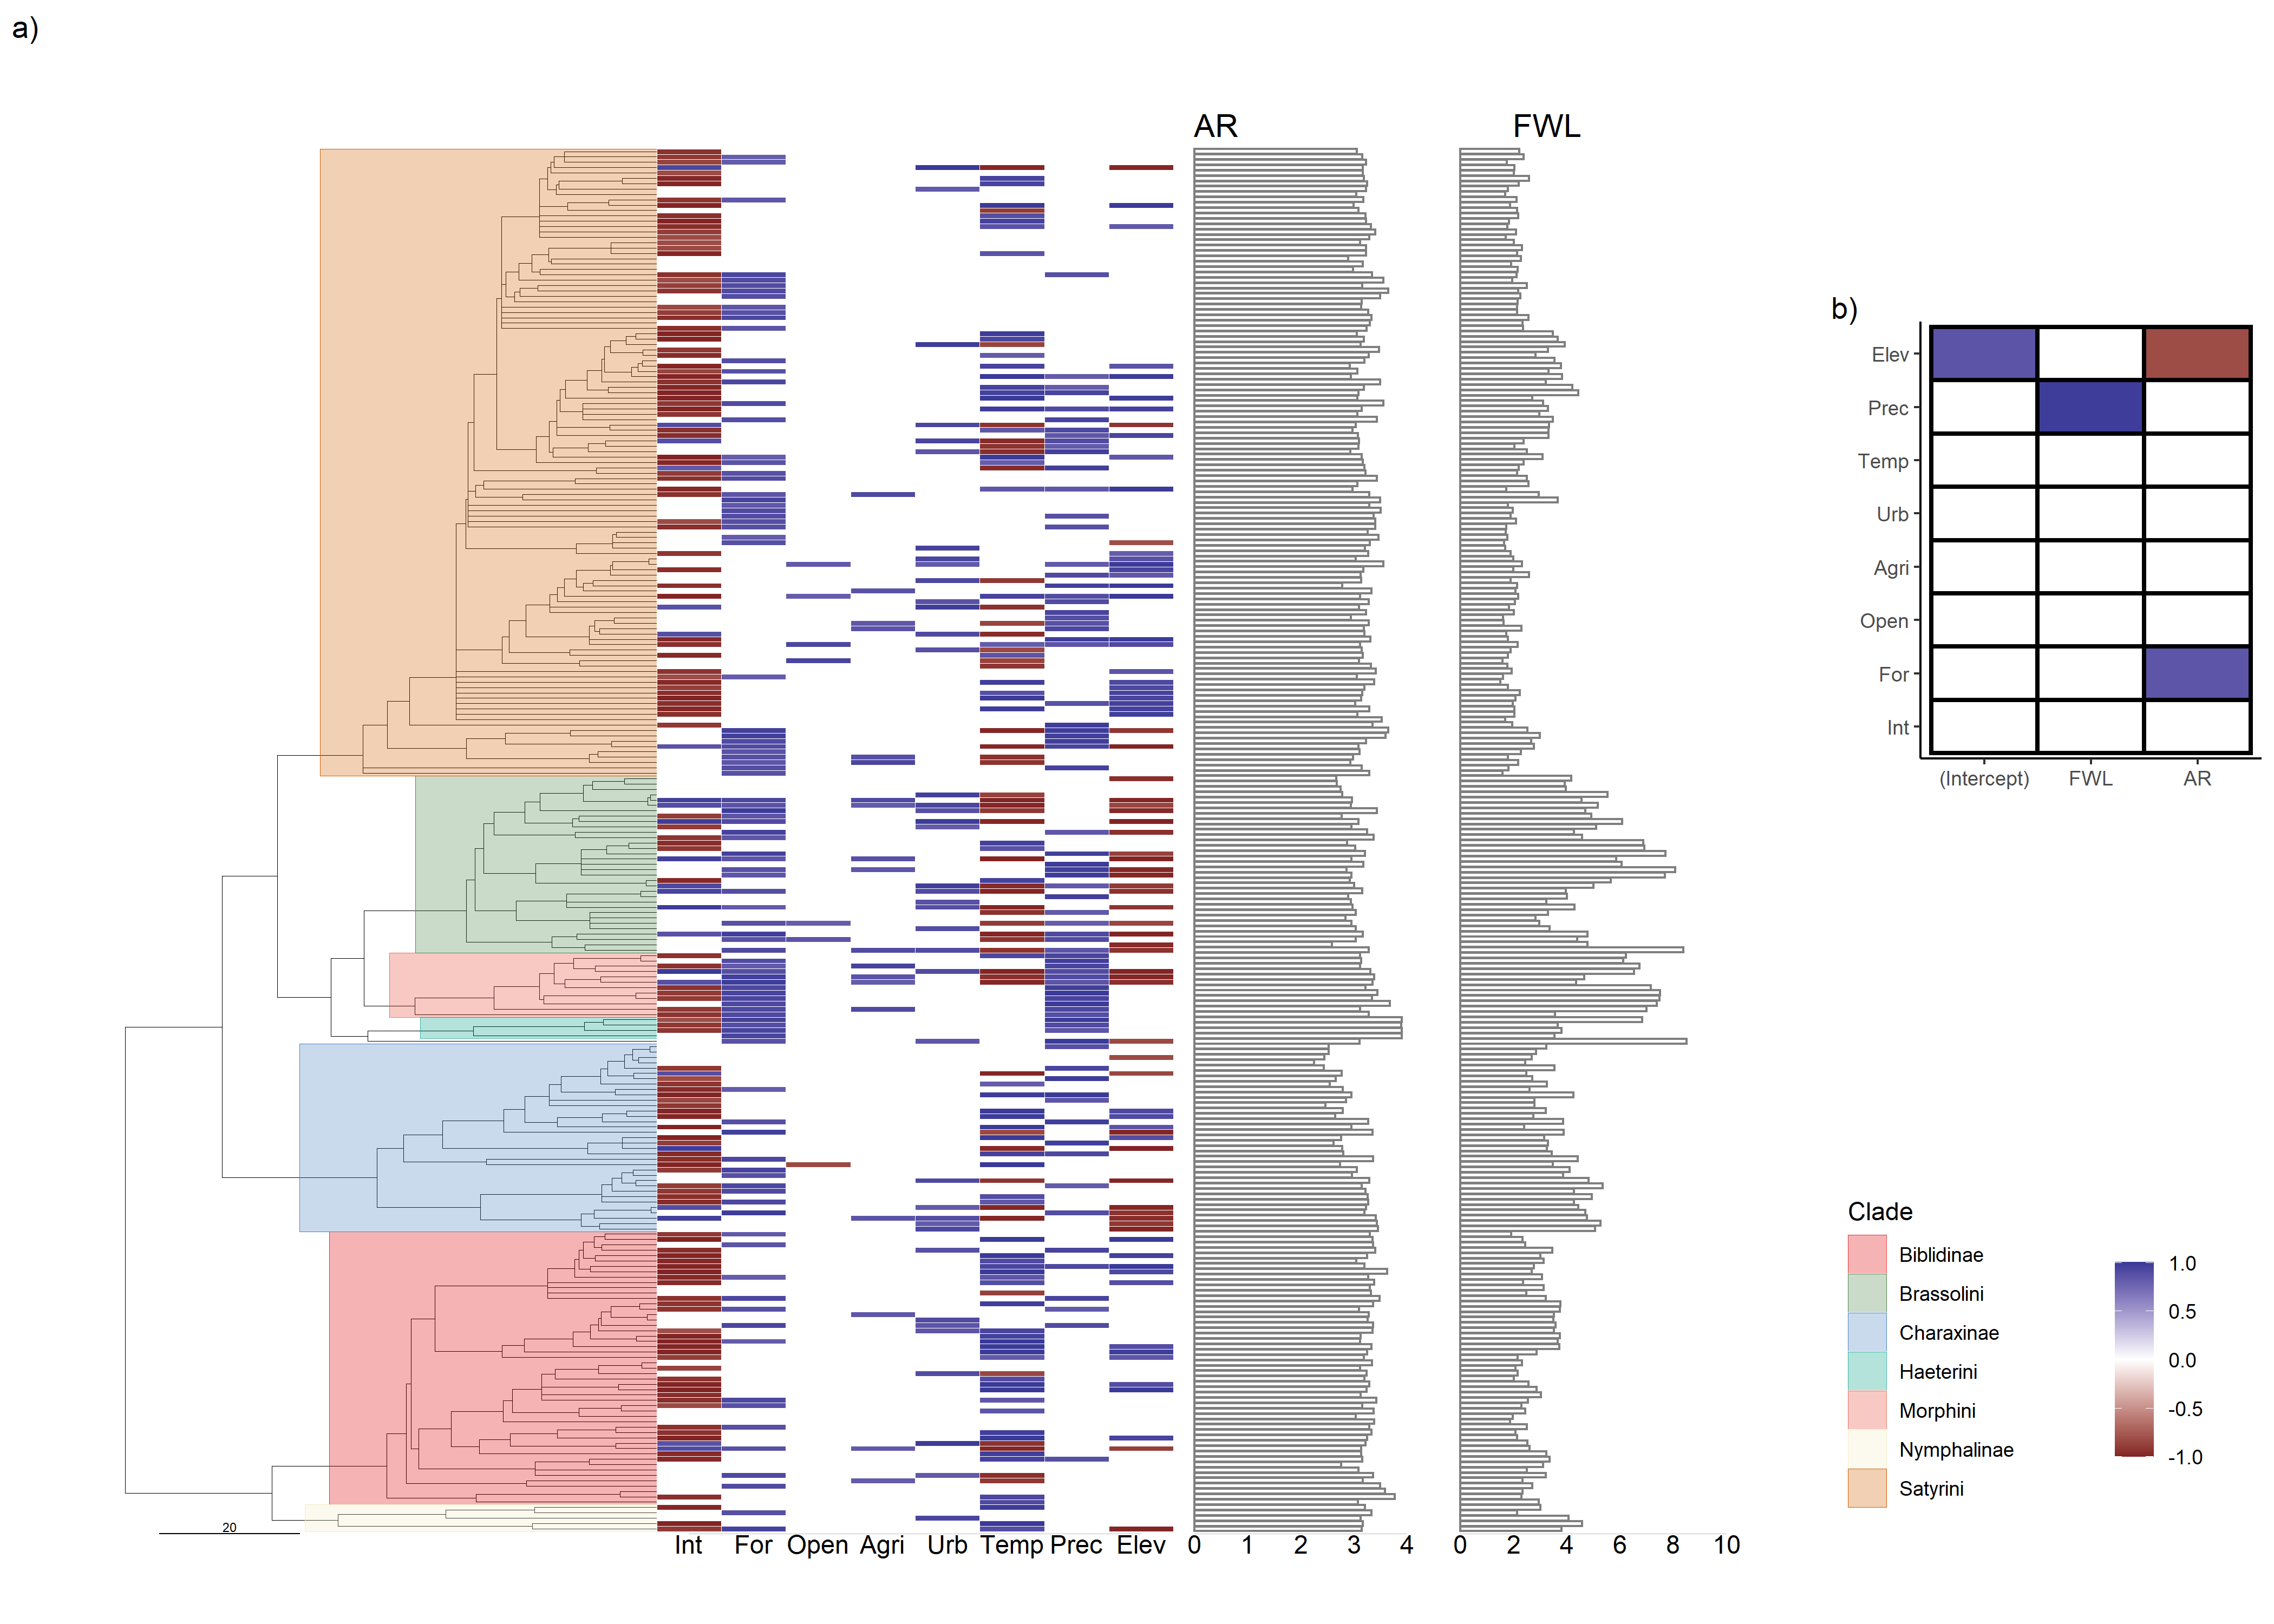 a)
AR
FWL
b)
Elev
Prec
Temp
Urb
Agri
Open
For
Int
(Intercept) FWL AR
Clade
Biblidinae
Brassolini
Charaxinae
Haeterini
Morphini
Nymphalinae
Satyrini
1.0
0.5
0.0
-0.5
-1.0
20
Int For Open Agri Urb Temp Prec Elev
0 1 2 3 4
0 2 4 6 8 10